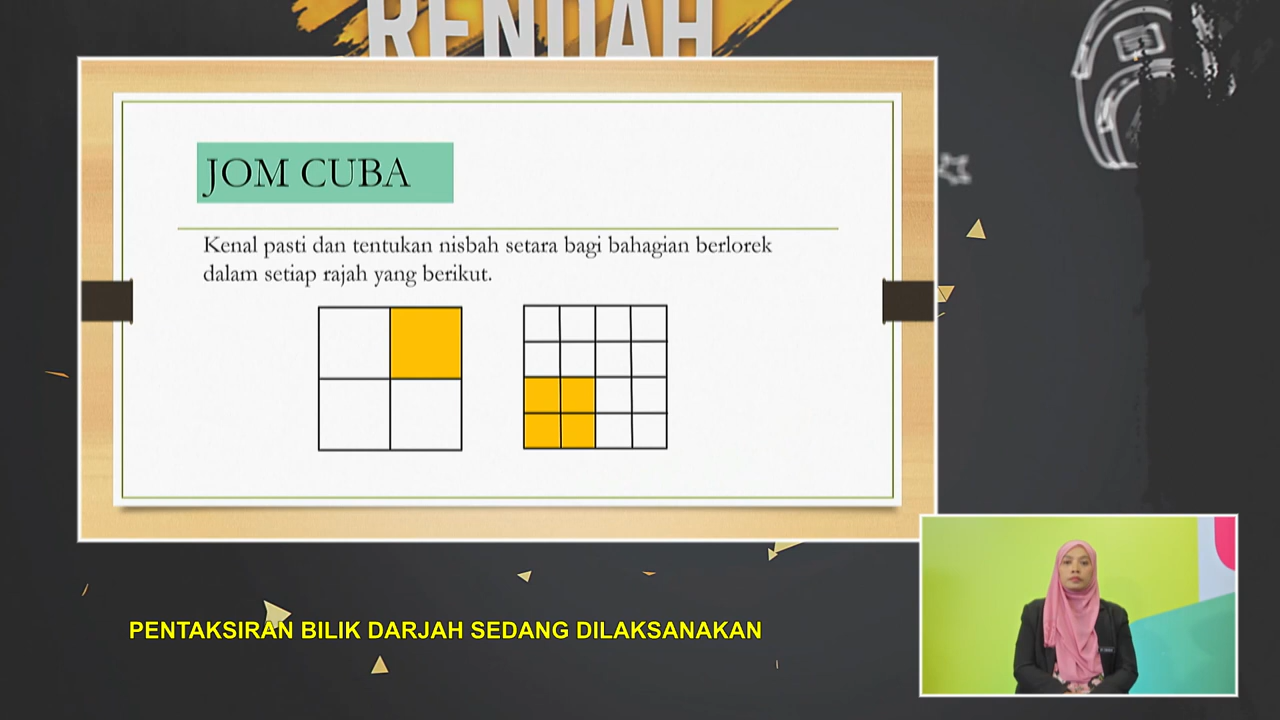 RENDAH
JOM CUBA
Kenal pasti dan tentukan nisbah setara bagi bahagian berlorek
dalam setiap rajah yang berikut.
PENTAKSIRAN BILIK DARJAH SEDANG DILAKSANAKAN